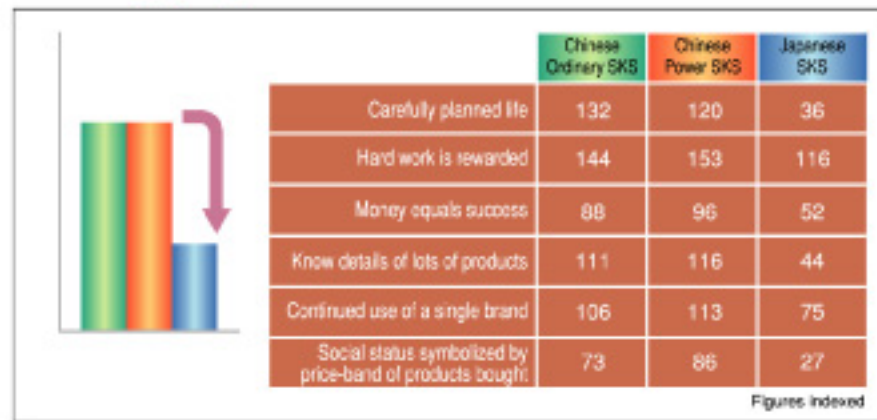 Chinese Ordinary SKS
Chinese Power SKS
Japanese SKS
Carefully planned life 132 120 36
Hard work is rewarded 144 153 116
Money equals success 88 96 52
Know details of lots of products 111 116 44
Continued use of a single brand 106 113 75
Social status symbolized by
price-band of products bought 73 86 27
Figures indexed